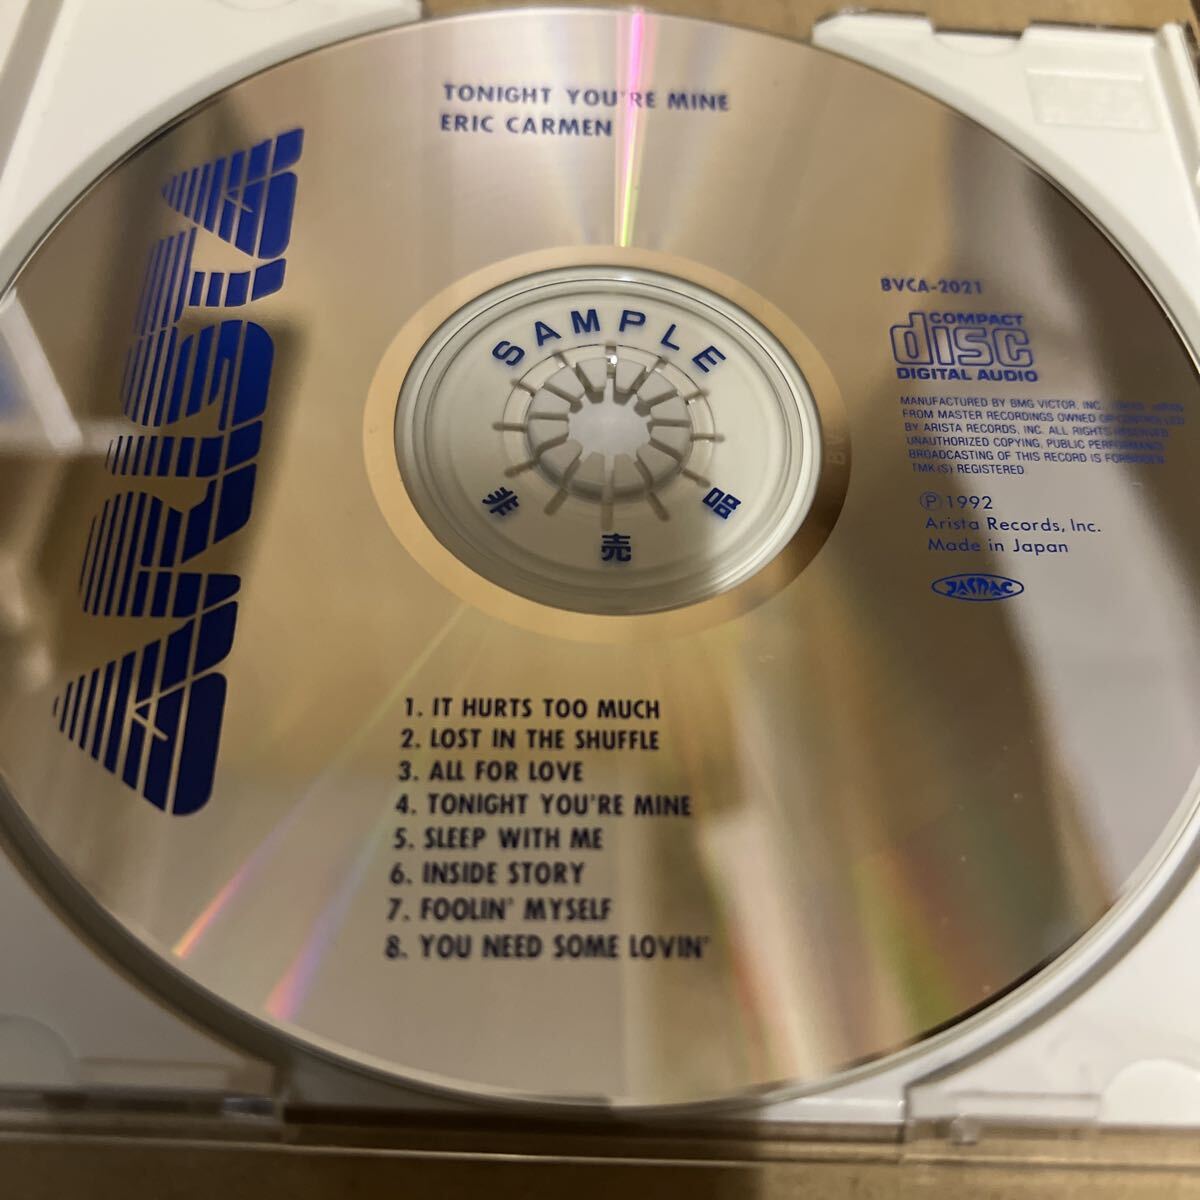 TONIGHT YOU'RE MINE
ERIC CARMEN
ARISTA
SAMPLE
非売品
BVCA-2021
COMPACT
disc
DIGITAL AUDIO
MANUFACTURED BY BMG VICTOR, INC., JAPAN
FROM MASTER RECORDINGS OWNED OR CONTROLLED
BY ARISTA RECORDS, INC. ALL RIGHTS RESERVED
UNAUTHORIZED COPYING, PUBLIC PERFORMANCE,
BROADCASTING OF THIS RECORD IS FORBIDDEN
TMK (S) REGISTERED
Ⓟ1992
Arista Records, Inc.
Made in Japan
JASRAC
1. IT HURTS TOO MUCH
2. LOST IN THE SHUFFLE
3. ALL FOR LOVE
4. TONIGHT YOU'RE MINE
5. SLEEP WITH ME
6. INSIDE STORY
7. FOOLIN' MYSELF
8. YOU NEED SOME LOVIN'